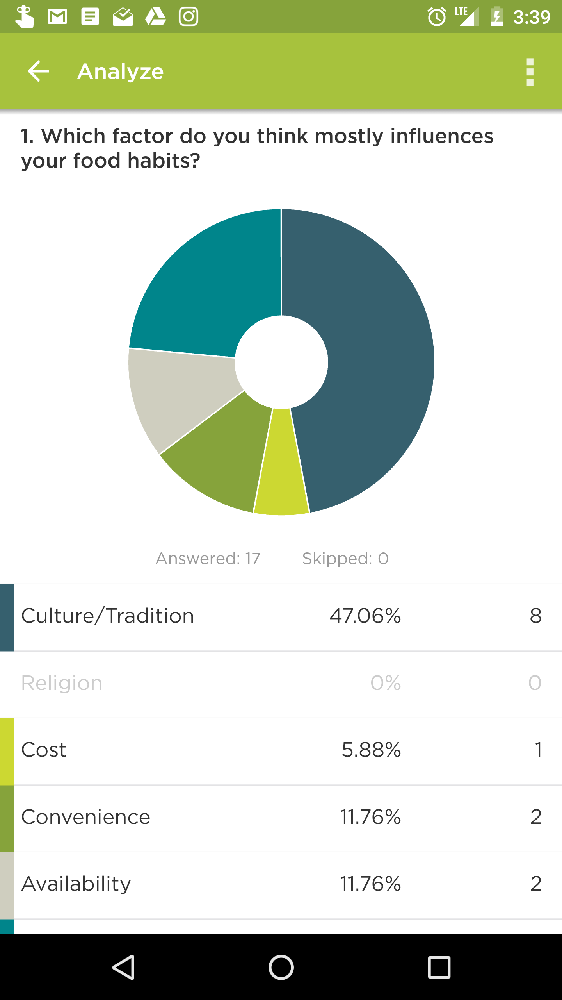 LTE 3:39
Analyze
1. Which factor do you think mostly influences
your food habits?
Answered: 17 Skipped: 0
Culture/Tradition 47.06% 8
Religion 0% 0
Cost 5.88% 1
Convenience 11.76% 2
Availability 11.76% 2